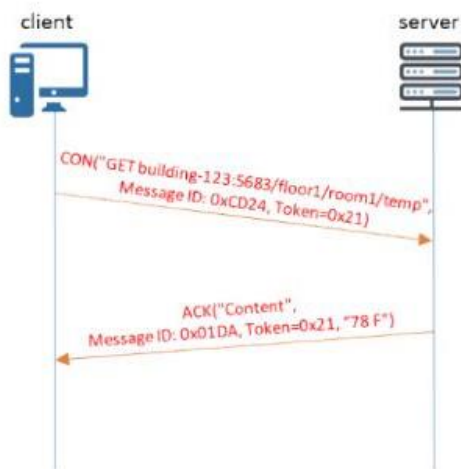 client
server
CON("GET building-123:5683/floor1/room1/temp",
Message ID: 0xCD24, Token=0x21)
ACK("Content",
Message ID: 0x01DA, Token=0x21, "78 F")